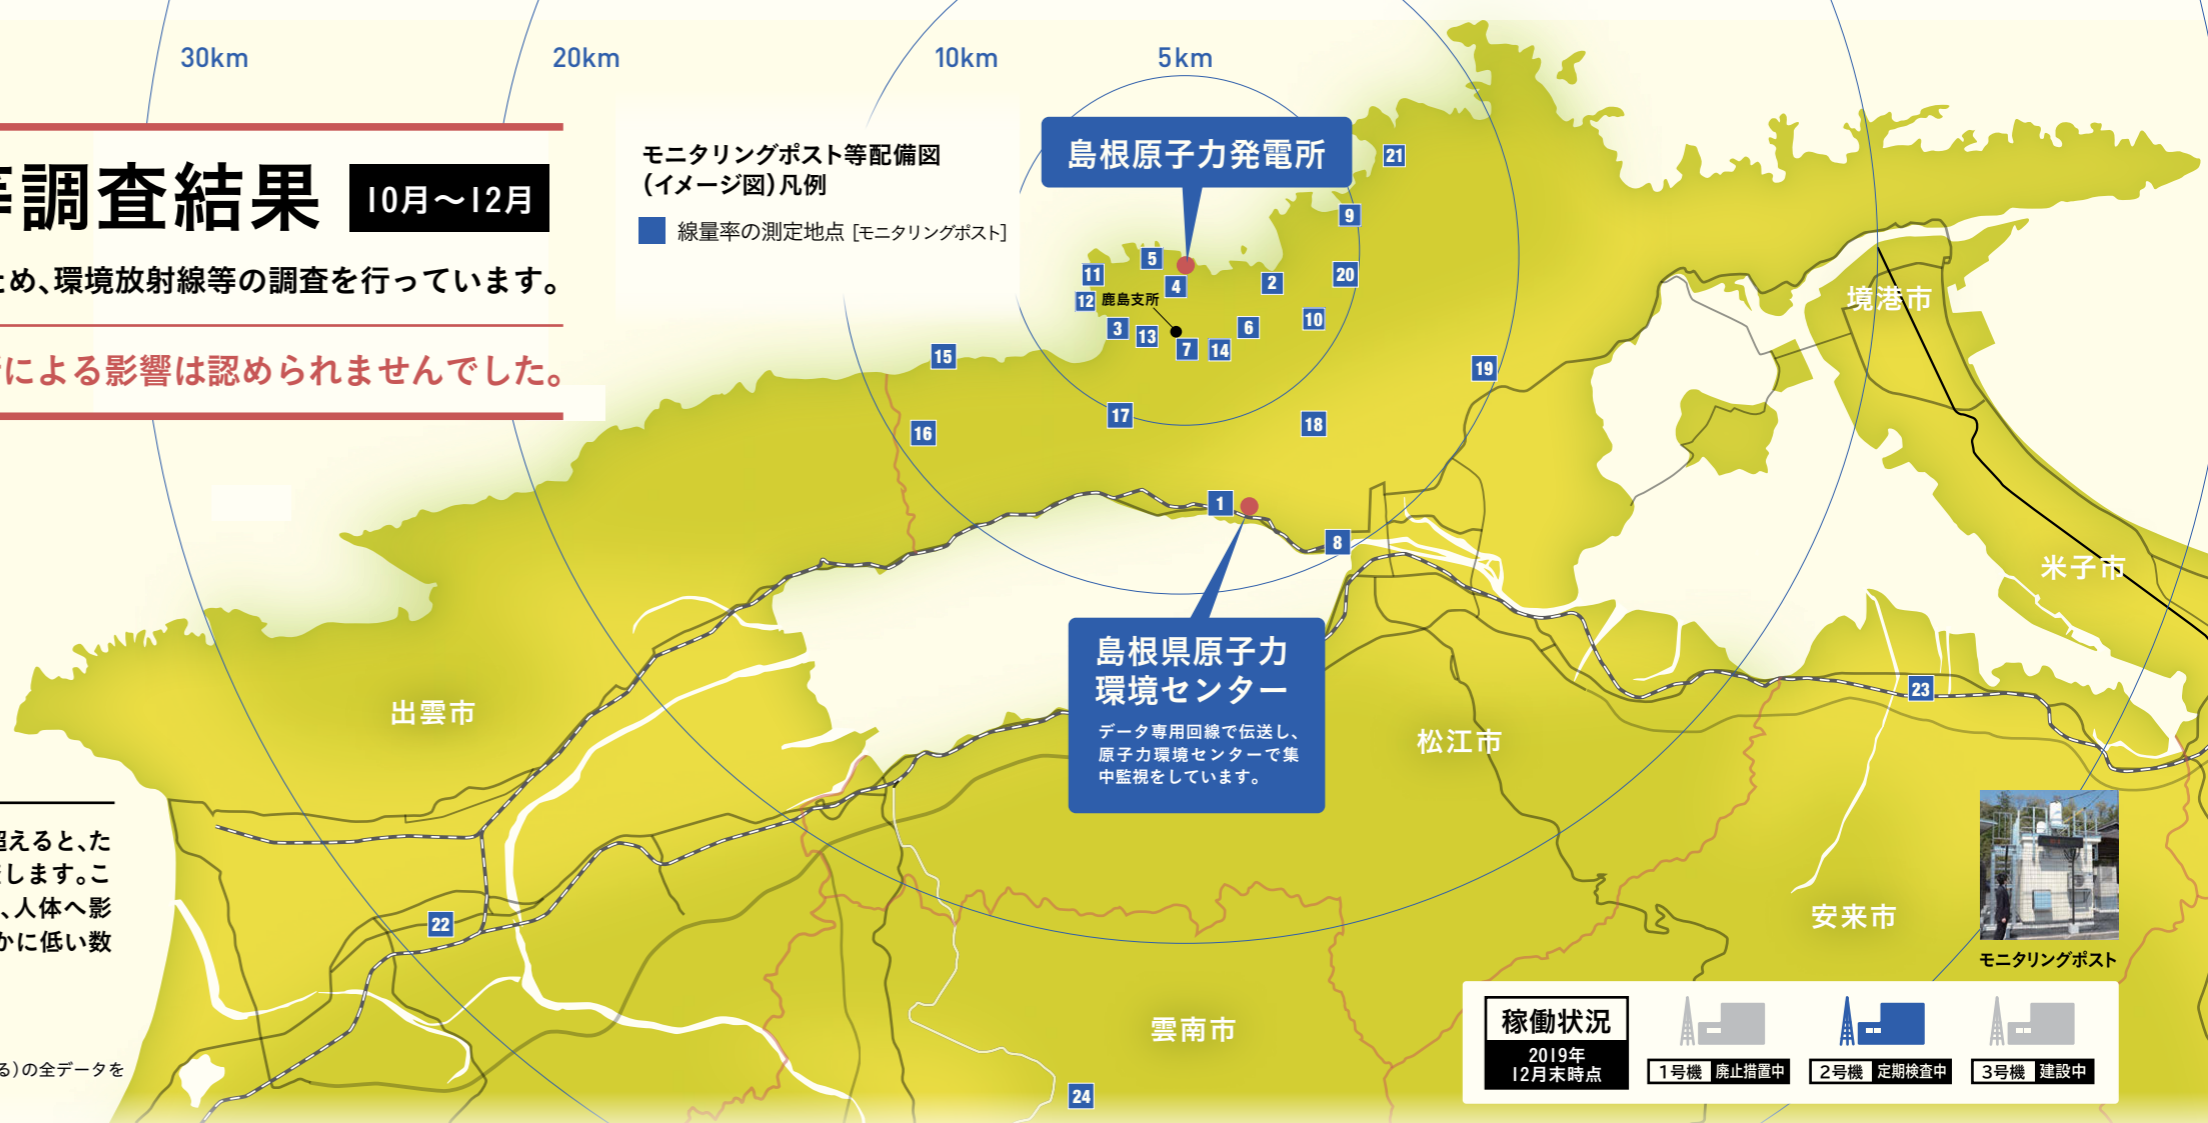 30km
20km
10km
5km
調査結果
10月～12月
め、環境放射線等の調査を行っています。
による影響は認められませんでした。
モニタリングポスト等配備図
（イメージ図）凡例
線量率の測定地点 [モニタリングポスト]
島根原子力発電所
21
9
5
11
4
2
20
12
鹿島支所
3
13
6
10
7
14
15
19
17
16
18
1
8
境港市
米子市
島根県原子力
環境センター
データ専用回線で伝送し、
原子力環境センターで集
中監視をしています。
出雲市
松江市
23
超えると、た
します。こ
、人体へ影
かに低い数
22
安来市
モニタリングポスト
雲南市
24
る）の全データを
稼働状況
2019年
12月末時点
1号機 廃止措置中
2号機 定期検査中
3号機 建設中